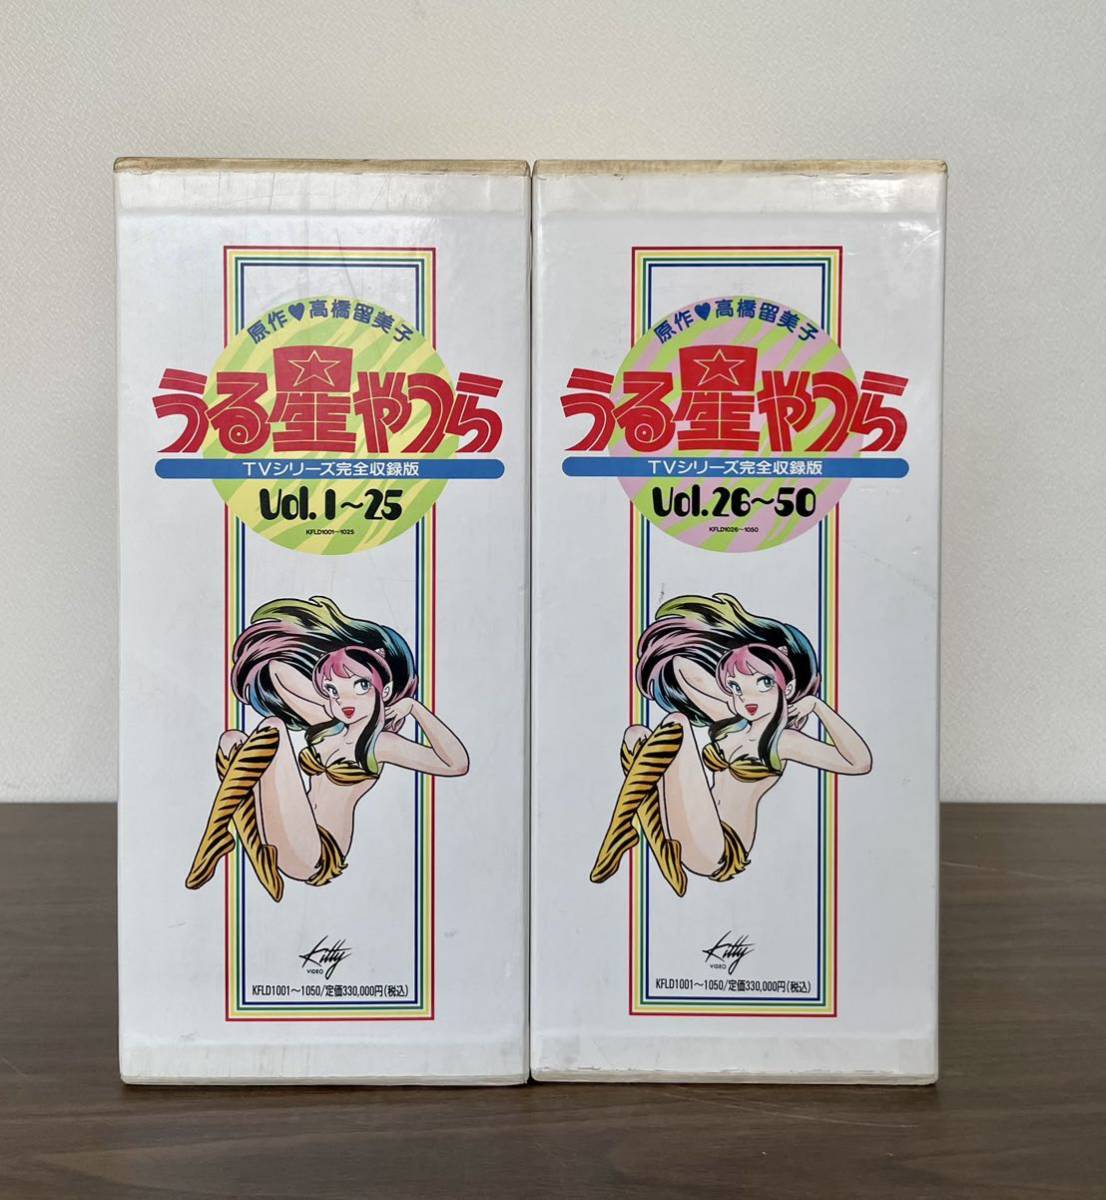 原作♥高橋留美子
うる星やつら
TVシリーズ完全収録版
Vol.1〜25
KFLD1001〜1025
Kitty
VIDEO
KFLD1001〜1050/定価330,000円(税込)
原作♥高橋留美子
うる星やつら
TVシリーズ完全収録版
Vol.26〜50
KFLD1026〜1050
Kitty
VIDEO
KFLD1001〜1050/定価330,000円(税込)